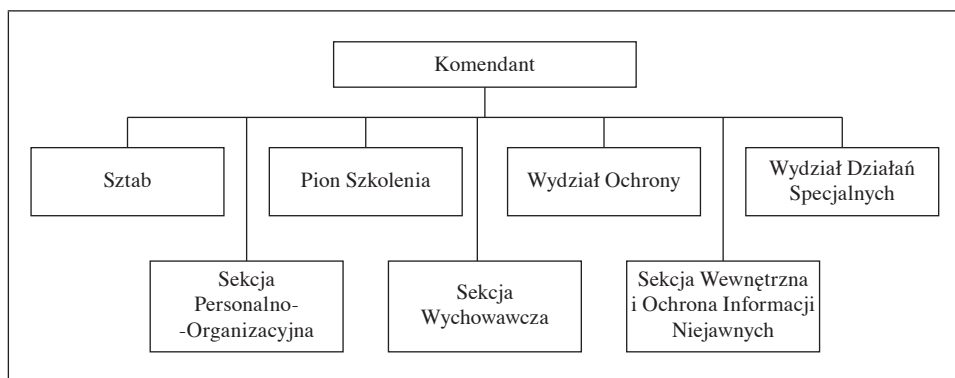 Komendant
Sztab
Pion Szkolenia
Wydział Ochrony
Wydział Działań
Specjalnych
Sekcja
Personalno-
-Organizacyjna
Sekcja
Wychowawcza
Sekcja Wewnętrzna
i Ochrona Informacji
Niejawnych